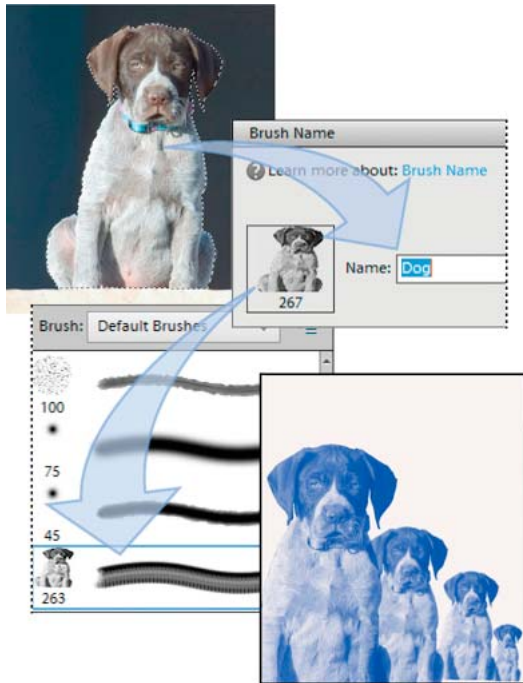 Brush Name
Learn more about: Brush Name
Name: Dog
267
Brush: Default Brushes
100
75
45
263